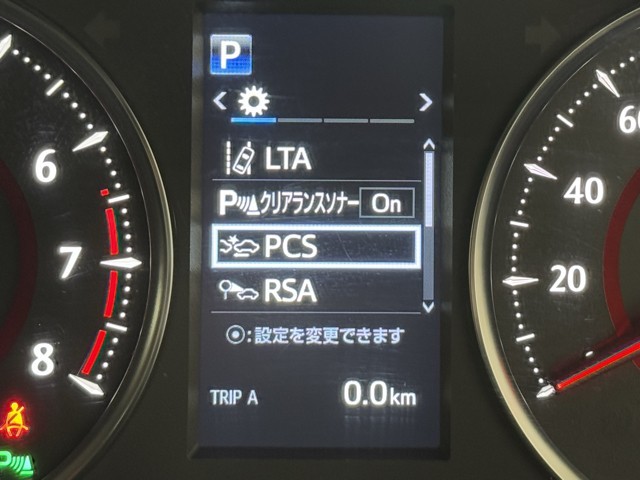 P
LTA
P クリアランスソナー On
PCS
RSA
:設定を変更できます
TRIP A 0.0km
6
7
8
60
40
20
P